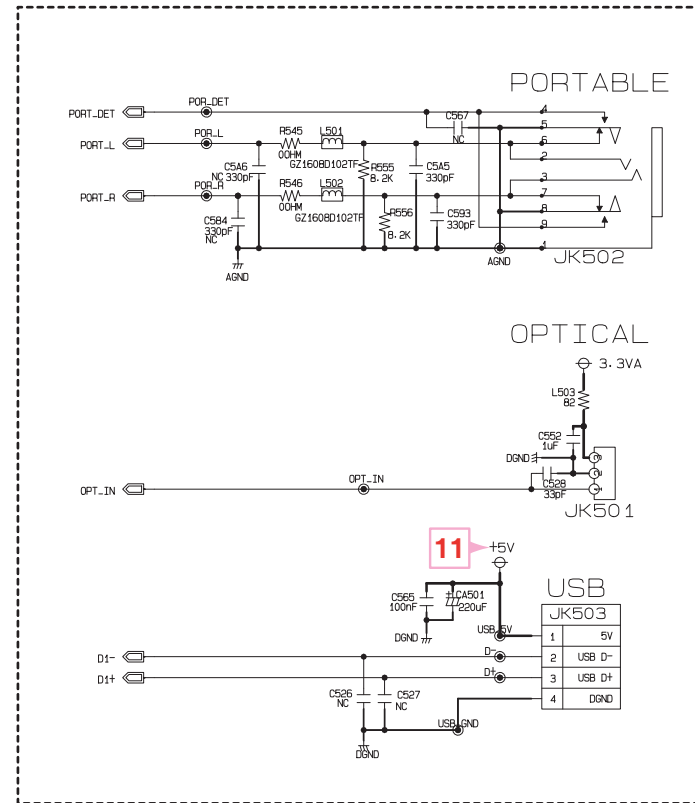 PORTABLE
PORT_DET
POR_DET
4
C567
NC
5
PORT_L
POR_L
R545
00HM
L501
GZ1608D102TF
6
2
C5A6
NC 330pF
R555
8.2K
C5A5
330pF
3
PORT_R
POR_R
R546
00HM
L502
GZ1608D102TF
7
C584
330pF
NC
R556
8.2K
C593
330pF
8
9
1
AGND
AGND
JK502
OPTICAL
3.3VA
L503
82
C552
1uF
DGND
3
2
1
C528
33pF
OPT_IN
OPT_IN
JK501
11
+5V
USB
C565
100nF
+
CA501
220uF
DGND
USB_5V
JK503
1 5V
D1-
D-
2 USB D-
D1+
D+
3 USB D+
C526
NC
C527
NC
4 DGND
USB_GND
DGND